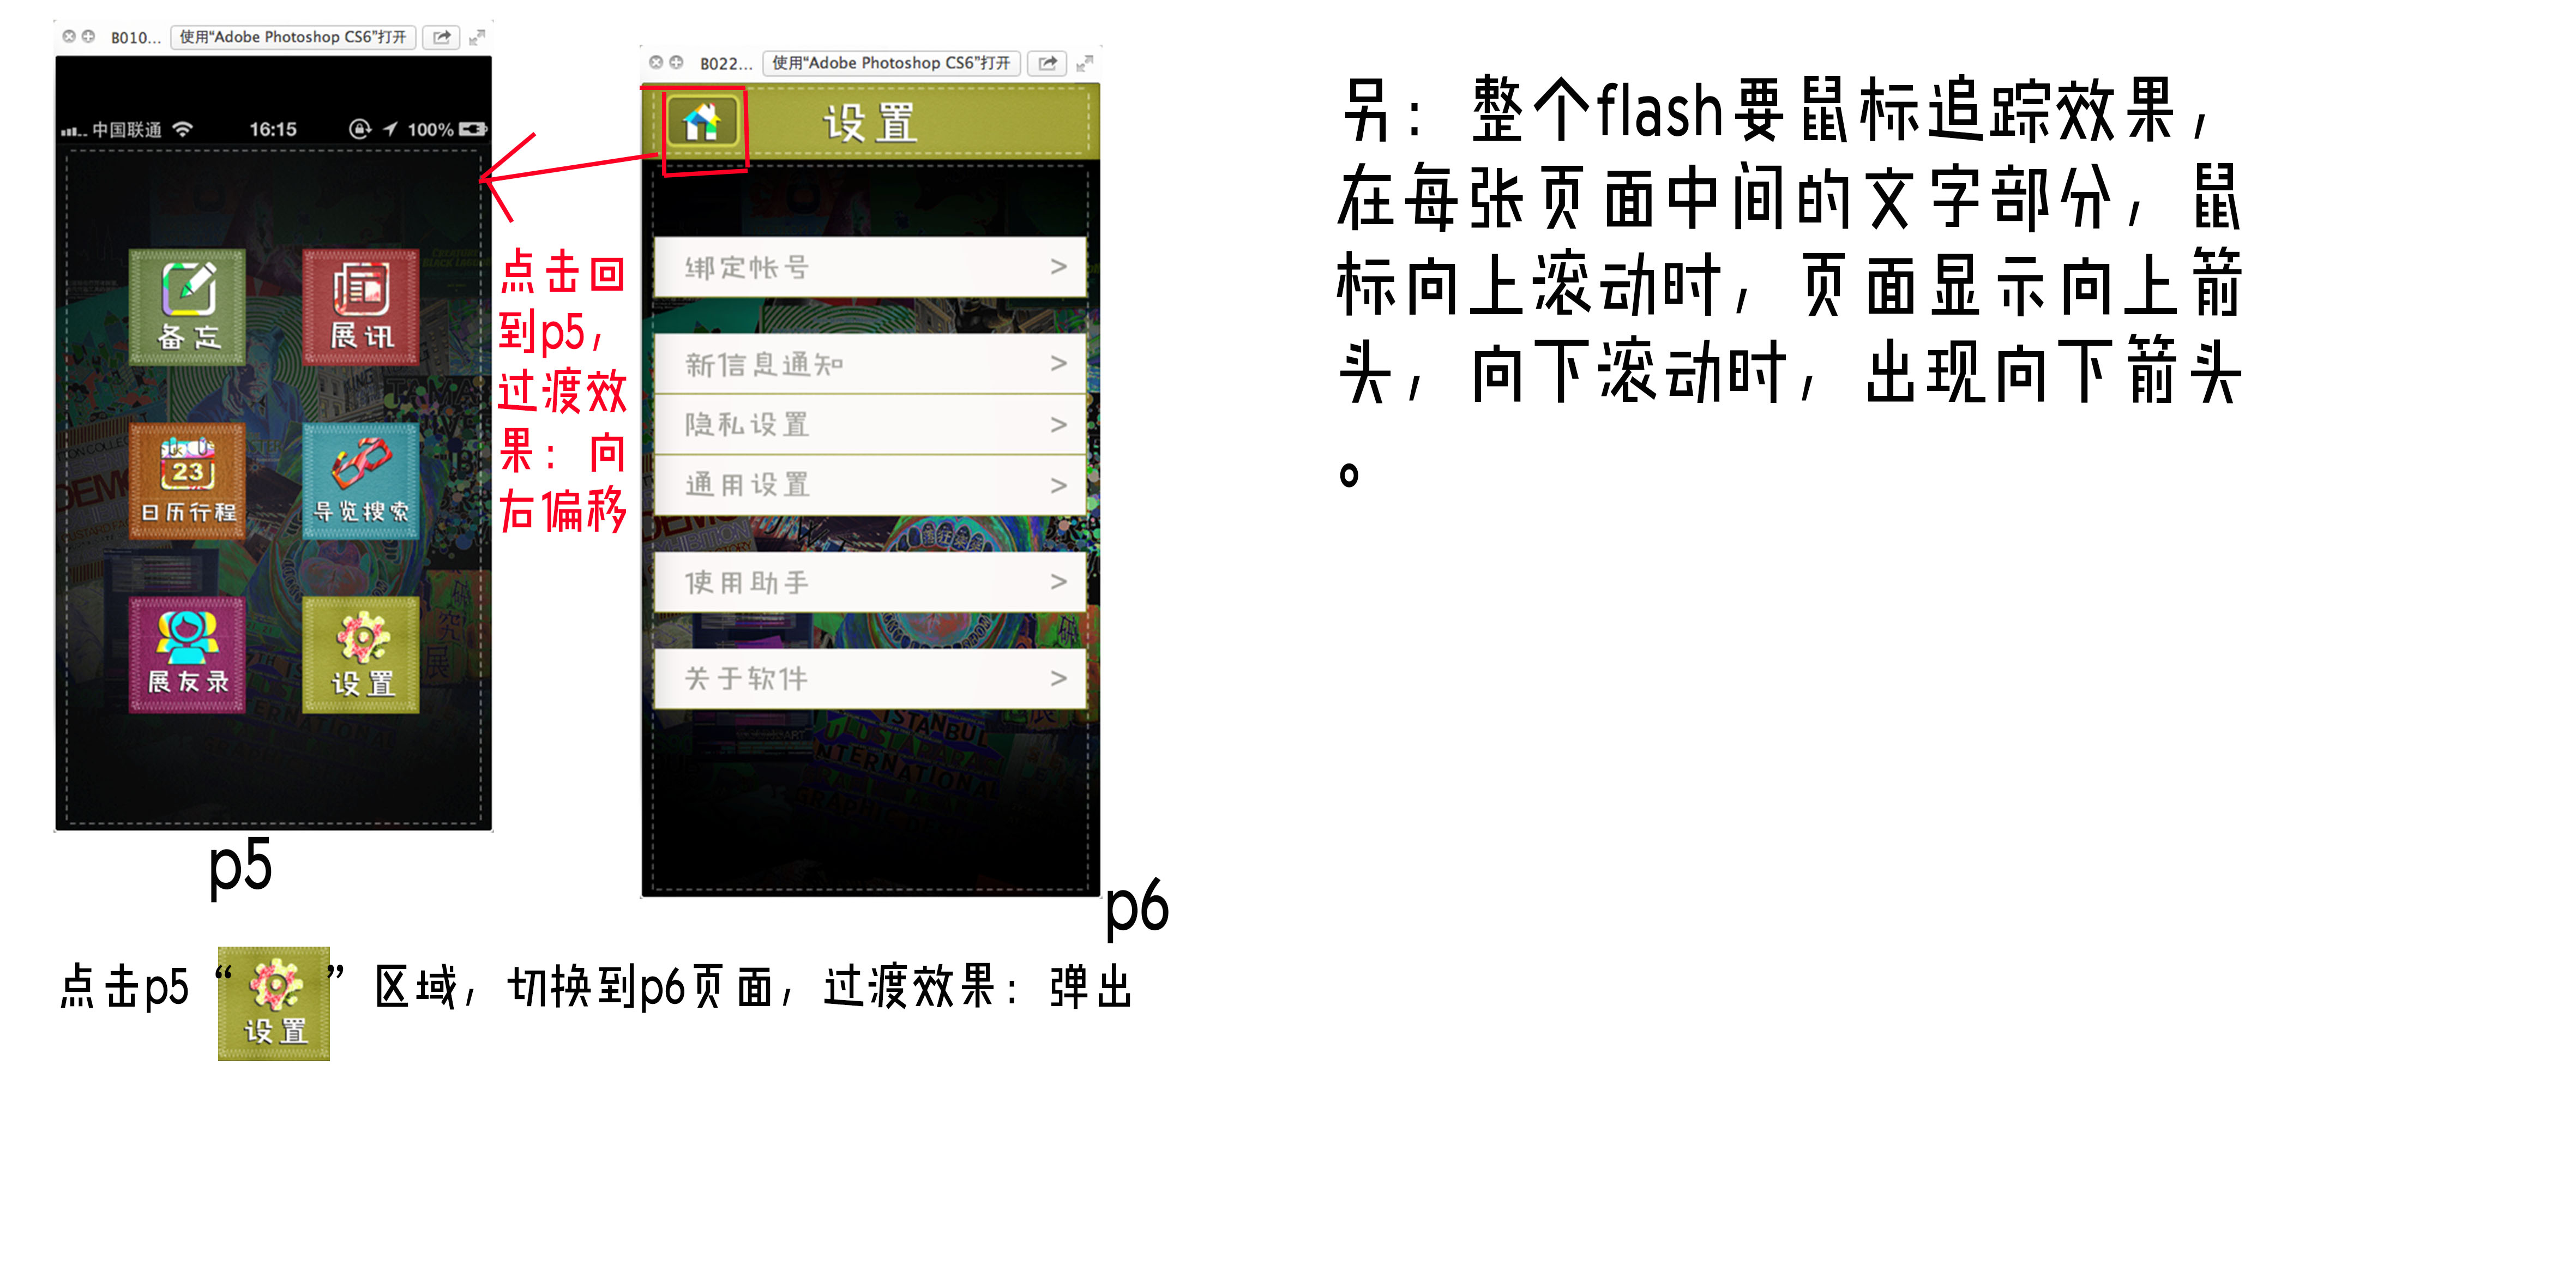 B010...
使用“Adobe Photoshop CS6”打开
中国联通
16:15
100%
备忘
展讯
23
日历行程
导览搜索
展友录
设置
p5
点击回
到p5，
过渡效
果：向
右偏移
B022...
使用“Adobe Photoshop CS6”打开
设置
绑定帐号 >
新信息通知 >
隐私设置 >
通用设置 >
使用助手 >
关于软件 >
ISTANBUL
INTERNATIONAL
p6
点击p5“设置”区域，切换到p6页面，过渡效果：弹出
另：整个flash要鼠标追踪效果，
在每张页面中间的文字部分，鼠
标向上滚动时，页面显示向上箭
头，向下滚动时，出现向下箭头
。